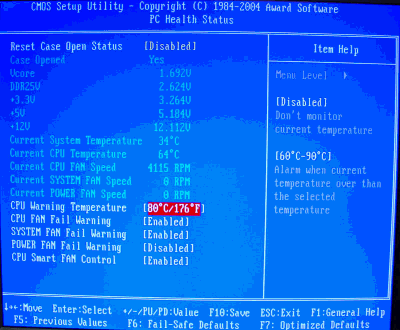 CMOS Setup Utility - Copyright (C) 1984-2004 Award Software
PC Health Status
Reset Case Open Status [Disabled]
Case Opened Yes
Vcore 1.692V
DDR25V 2.624V
+3.3V 3.264V
+5V 5.184V
+12V 12.112V
Current System Temperature 34°C
Current CPU Temperature 64°C
Current CPU FAN Speed 4115 RPM
Current SYSTEM FAN Speed 0 RPM
Current POWER FAN Speed 0 RPM
CPU Warning Temperature [80°C/176°F]
CPU FAN Fail Warning [Enabled]
SYSTEM FAN Fail Warning [Enabled]
POWER FAN Fail Warning [Disabled]
CPU Smart FAN Control [Enabled]
Item Help
Menu Level ▸
[Disabled]
Don't monitor
current temperature
[60°C~90°C]
Alarm when current
temperature over than
the selected
temperature
↑↓→←:Move Enter:Select +/-/PU/PD:Value F10:Save ESC:Exit F1:General Help
F5: Previous Values F6: Fail-Safe Defaults F7: Optimized Defaults